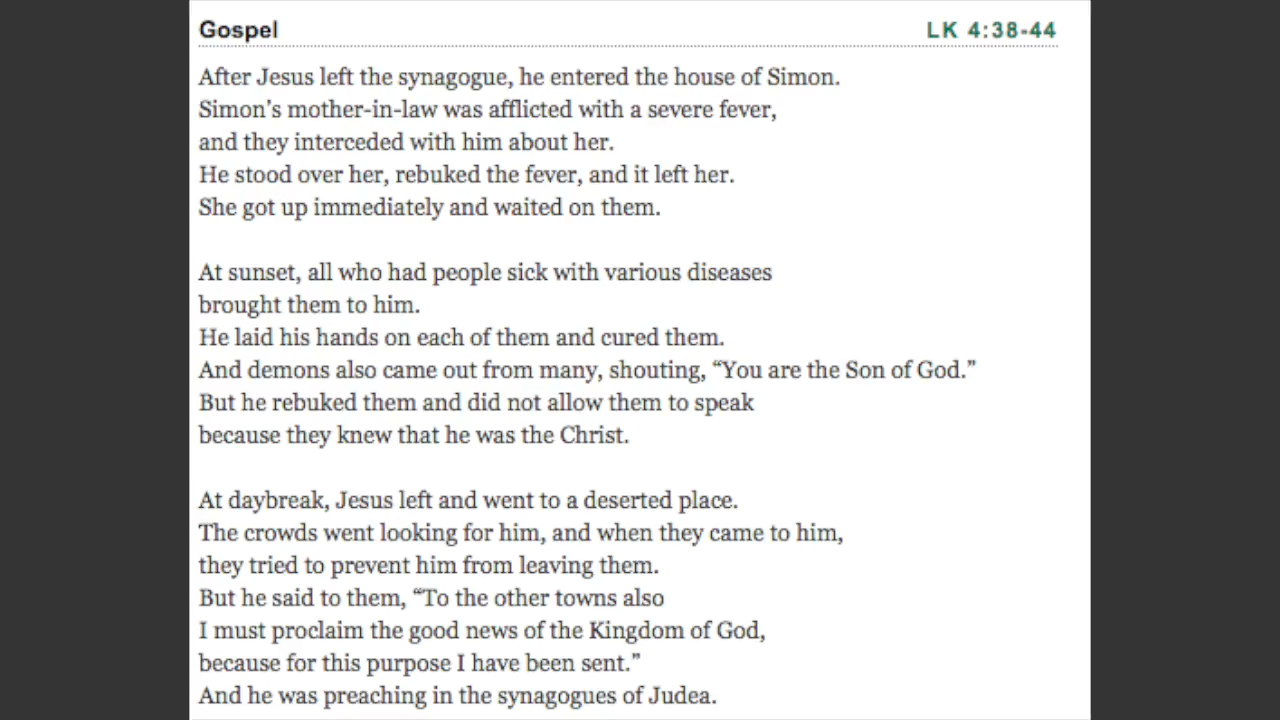 Gospel
LK 4:38-44
After Jesus left the synagogue, he entered the house of Simon.
Simon's mother-in-law was afflicted with a severe fever,
and they interceded with him about her.
He stood over her, rebuked the fever, and it left her.
She got up immediately and waited on them.
At sunset, all who had people sick with various diseases
brought them to him.
He laid his hands on each of them and cured them.
And demons also came out from many, shouting, “You are the Son of God.”
But he rebuked them and did not allow them to speak
because they knew that he was the Christ.
At daybreak, Jesus left and went to a deserted place.
The crowds went looking for him, and when they came to him,
they tried to prevent him from leaving them.
But he said to them, “To the other towns also
I must proclaim the good news of the Kingdom of God,
because for this purpose I have been sent.”
And he was preaching in the synagogues of Judea.